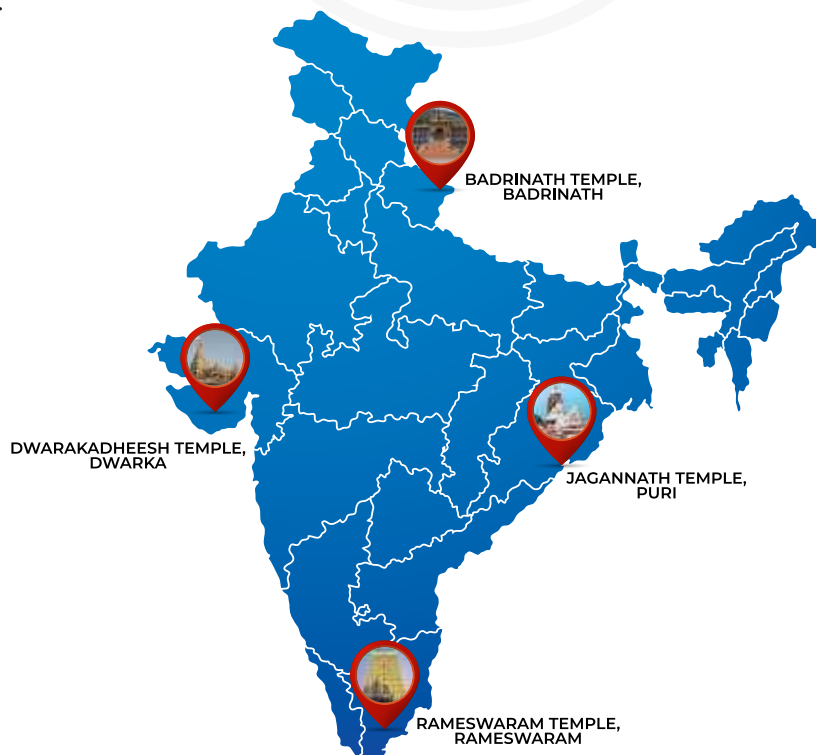 BADRINATH TEMPLE,
BADRINATH
DWARAKADHEESH TEMPLE,
DWARKA
JAGANNATH TEMPLE,
PURI
RAMESWARAM TEMPLE,
RAMESWARAM